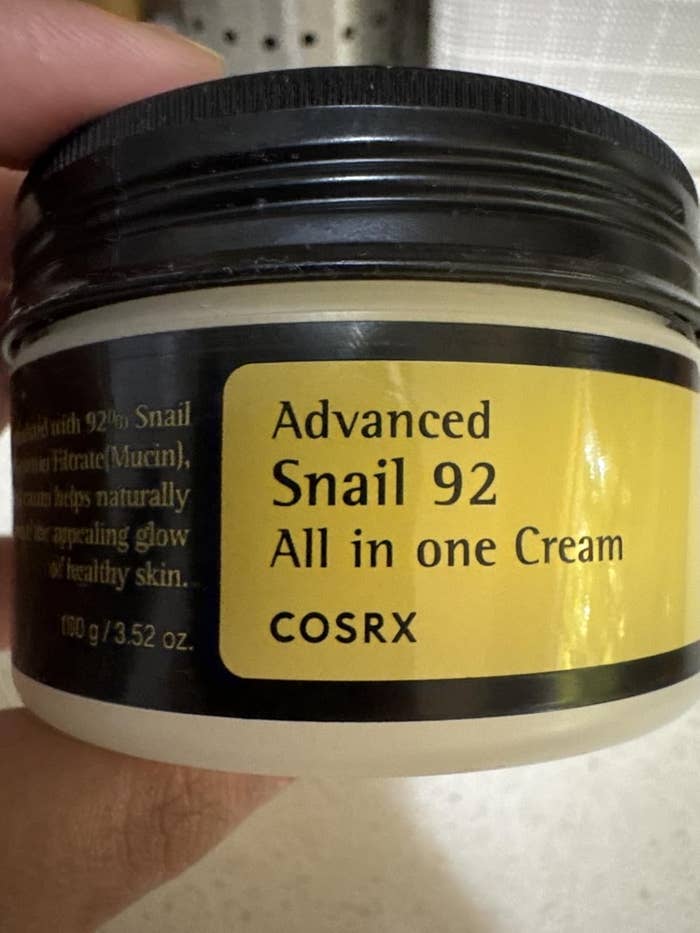 with 92% Snail
Filtrate(Mucin),
helps naturally
appealing glow
of healthy skin.
100 g / 3.52 oz.
Advanced
Snail 92
All in one Cream
COSRX